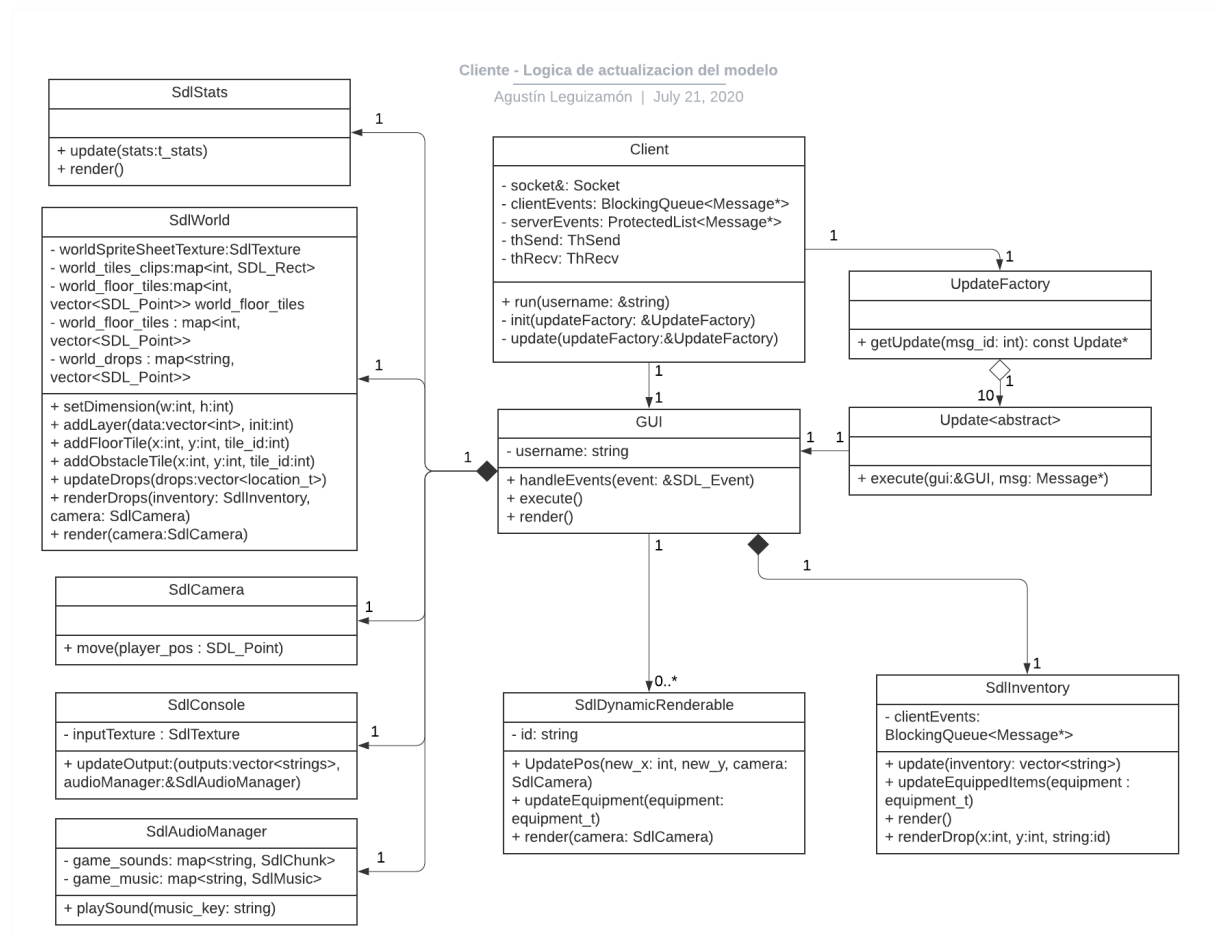 Cliente - Logica de actualizacion del modelo
Agustín Leguizamón | July 21, 2020
SdlStats
+ update(stats:t_stats)
+ render()
1
SdlWorld
- worldSpriteSheetTexture:SdlTexture
- world_tiles_clips:map<int, SDL_Rect>
- world_floor_tiles:map<int,
vector<SDL_Point>> world_floor_tiles
- world_floor_tiles : map<int,
vector<SDL_Point>>
- world_drops : map<string,
vector<SDL_Point>>
+ setDimension(w:int, h:int)
+ addLayer(data:vector<int>, init:int)
+ addFloorTile(x:int, y:int, tile_id:int)
+ addObstacleTile(x:int, y:int, tile_id:int)
+ updateDrops(drops:vector<location_t>)
+ renderDrops(inventory: SdlInventory,
camera: SdlCamera)
+ render(camera:SdlCamera)
1
SdlCamera
+ move(player_pos : SDL_Point)
1
SdlConsole
- inputTexture : SdlTexture
+ updateOutput:(outputs:vector<strings>,
audioManager:&SdlAudioManager)
1
SdlAudioManager
- game_sounds: map<string, SdlChunk>
- game_music: map<string, SdlMusic>
+ playSound(music_key: string)
1
Client
- socket&: Socket
- clientEvents: BlockingQueue<Message*>
- serverEvents: ProtectedList<Message*>
- thSend: ThSend
- thRecv: ThRecv
+ run(username: &string)
- init(updateFactory: &UpdateFactory)
- update(updateFactory:&UpdateFactory)
1
1
1
1
UpdateFactory
+ getUpdate(msg_id: int): const Update*
1
10
Update<abstract>
+ execute(gui:&GUI, msg: Message*)
1
1
1
GUI
- username: string
+ handleEvents(event: &SDL_Event)
+ execute()
+ render()
1
0..*
SdlDynamicRenderable
- id: string
+ UpdatePos(new_x: int, new_y, camera:
SdlCamera)
+ updateEquipment(equipment:
equipment_t)
+ render(camera: SdlCamera)
1
1
SdlInventory
- clientEvents:
BlockingQueue<Message*>
+ update(inventory: vector<string>)
+ updateEquippedItems(equipment :
equipment_t)
+ render()
+ renderDrop(x:int, y:int, string:id)